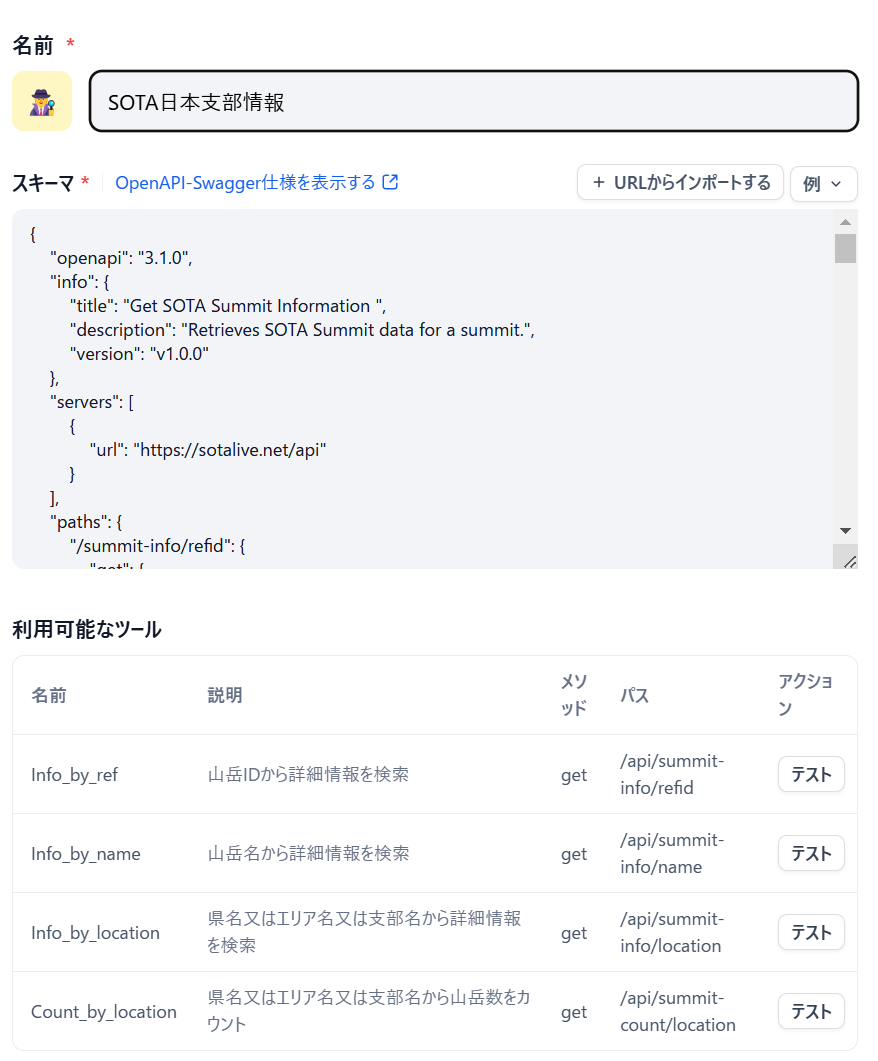 名前 *
SOTA日本支部情報
スキーマ * OpenAPI-Swagger仕様を表示する + URLからインポートする 例
{
"openapi": "3.1.0",
"info": {
"title": "Get SOTA Summit Information ",
"description": "Retrieves SOTA Summit data for a summit.",
"version": "v1.0.0"
},
"servers": [
{
"url": "https://sotalive.net/api"
}
],
"paths": {
"/summit-info/refid": {
"get": {
利用可能なツール
名前 説明 メソッド パス アクション
Info_by_ref 山岳IDから詳細情報を検索 get /api/summit-info/refid テスト
Info_by_name 山岳名から詳細情報を検索 get /api/summit-info/name テスト
Info_by_location 県名又はエリア名又は支部名から詳細情報を検索 get /api/summit-info/location テスト
Count_by_location 県名又はエリア名又は支部名から山岳数をカウント get /api/summit-count/location テスト